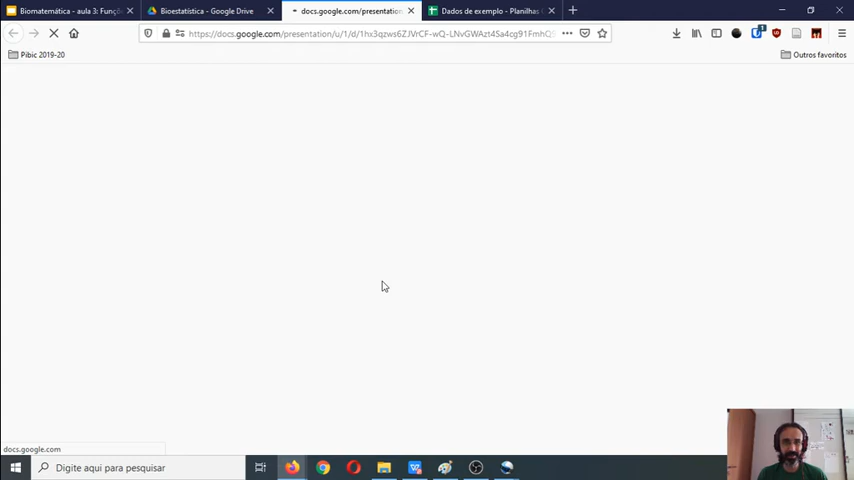 Biomatemática - aula 3: Funçõ
Bioestatística - Google Drive
docs.google.com/presentation
Dados de exemplo - Planilhas
https://docs.google.com/presentation/u/1/d/1hx3qzws6ZJVrCF-wQ-LNvGWAzt4Sa4cg91FmhQS
Pibic 2019-20
Outros favoritos
docs.google.com
Digite aqui para pesquisar